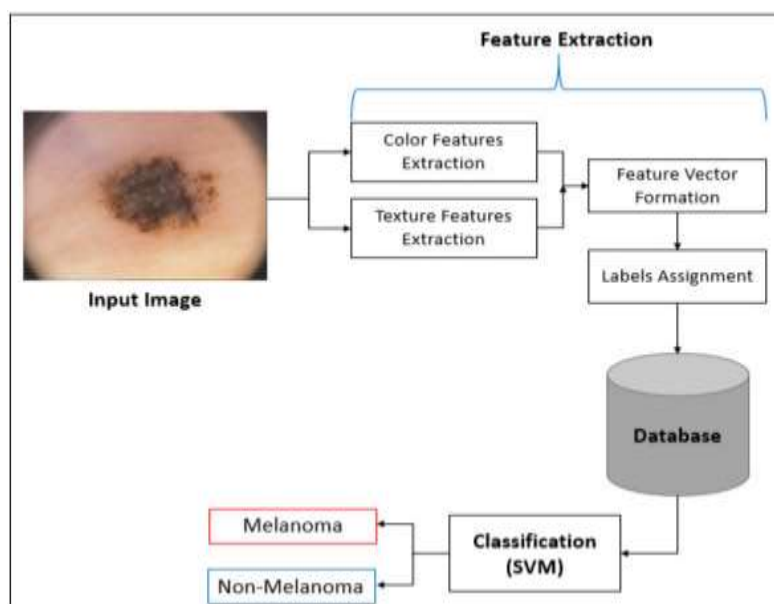 Feature Extraction
Color Features
Extraction
Texture Features
Extraction
Feature Vector
Formation
Input Image
Labels Assignment
Database
Classification
(SVM)
Melanoma
Non-Melanoma